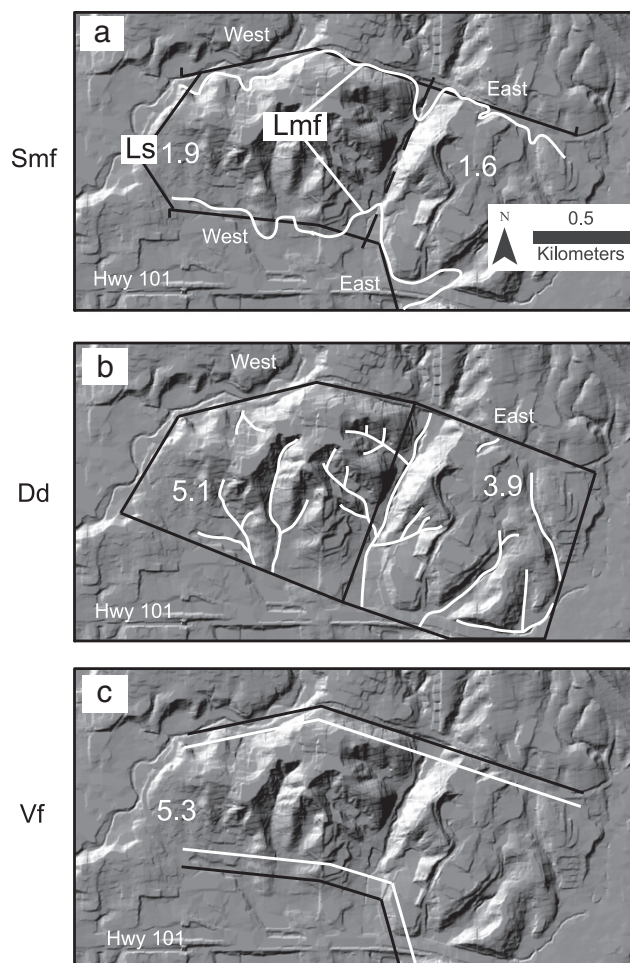 a
West
East
Smf
Ls
1.9
Lmf
1.6
N
0.5
Kilometers
West
Hwy 101
East
b
West
East
Dd
5.1
3.9
Hwy 101
c
Vf
5.3
Hwy 101